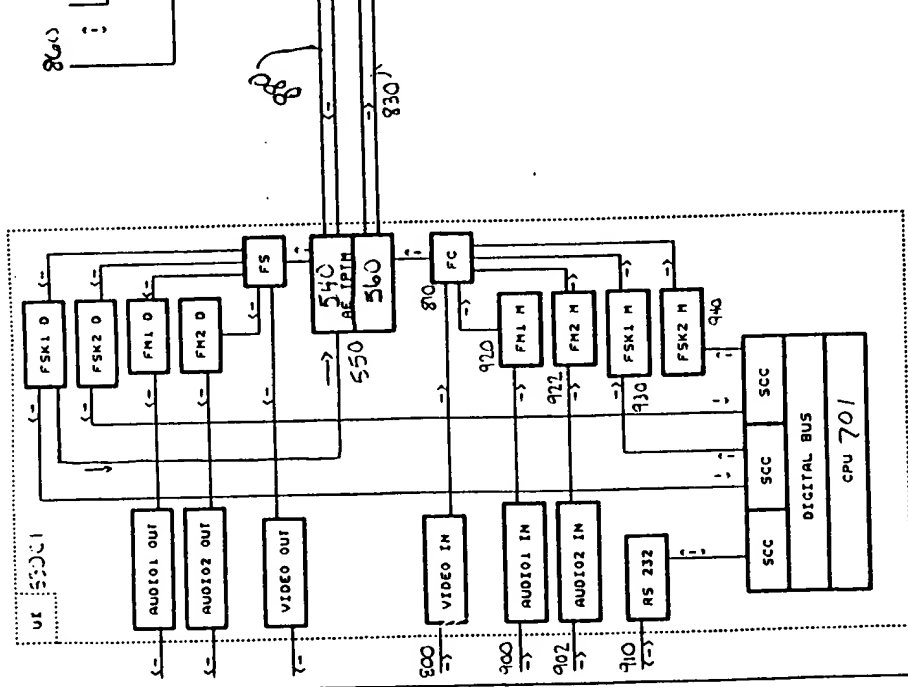 860
880
830
UI
FSK1 D
FSK2 D
FM1 D
FM2 D
FS
AUDIO1 OUT
AUDIO2 OUT
VIDEO OUT
540
560
550
FC
810
800
VIDEO IN
920
FM1 M
900
AUDIO1 IN
922
FM2 M
902
AUDIO2 IN
930
FSK1 M
940
FSK2 M
910
RS 232
SCC
SCC
SCC
DIGITAL BUS
CPU 701